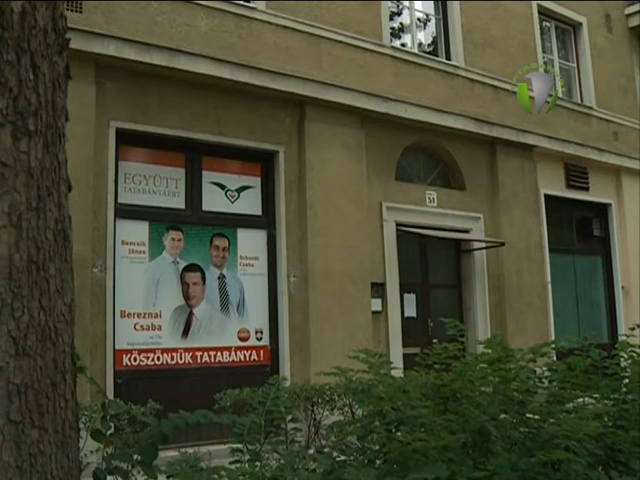 EGYÜTT
TATABÁNYÁÉRT
Bencsik
János
Schmidt
Csaba
Bereznai
Csaba
KÖSZÖNJÜK TATABÁNYA !
51